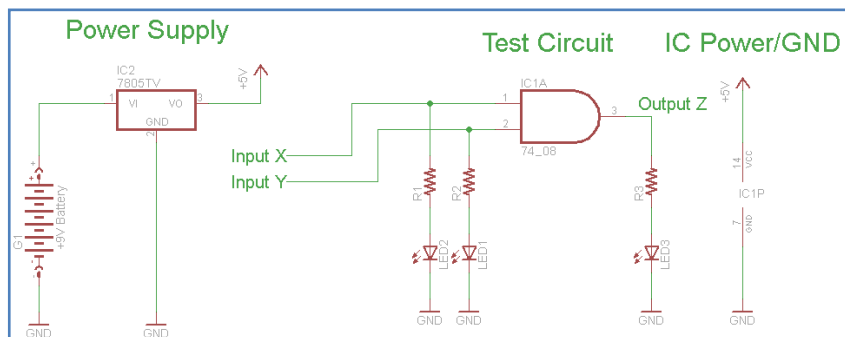 Power Supply
Test Circuit
IC Power/GND
IC2
7805TV
1
VI
VO
3
GND
2
+5V
G1
+
+
+9V Battery
-
-
GND
GND
Input X
Input Y
IC1A
1
2
3
74_08
Output Z
R1
R2
R3
LED2
LED1
LED3
GND
GND
GND
+5V
14
VCC
IC1P
7
GND
GND